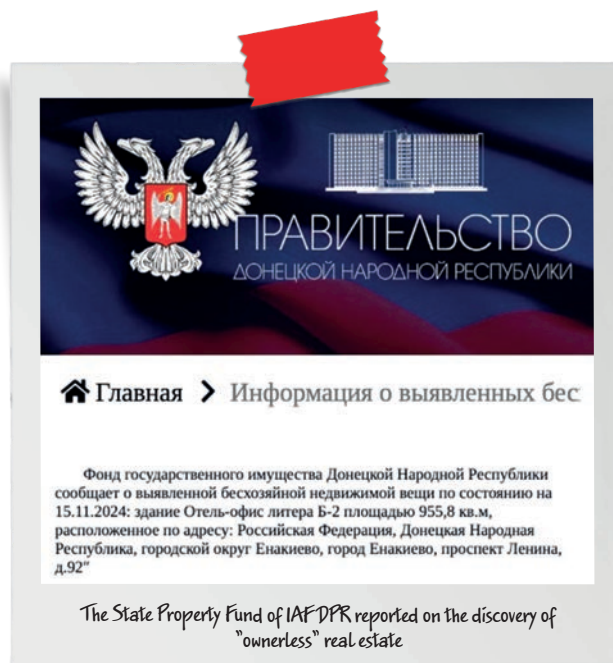 ПРАВИТЕЛЬСТВО
ДОНЕЦКОЙ НАРОДНОЙ РЕСПУБЛИКИ
Главная > Информация о выявленных бес
Фонд государственного имущества Донецкой Народной Республики
сообщает о выявленной бесхозяйной недвижимой вещи по состоянию на
15.11.2024: здание Отель-офис литера Б-2 площадью 955,8 кв.м,
расположенное по адресу: Российская Федерация, Донецкая Народная
Республика, городской округ Енакиево, город Енакиево, проспект Ленина,
д.92"
The State Property Fund of IAFDPR reported on the discovery of
"ownerless" real estate